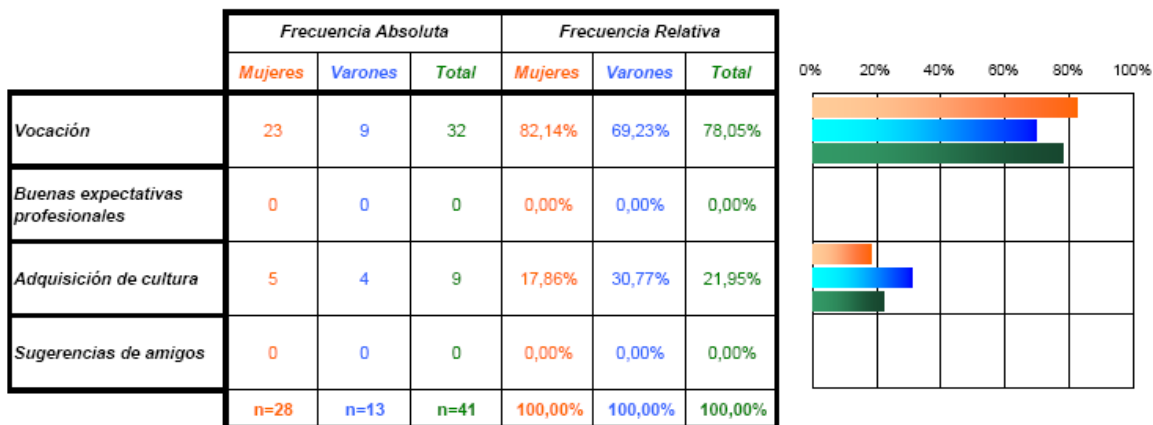 Frecuencia Absoluta Frecuencia Relativa
Mujeres Varones Total Mujeres Varones Total 0% 20% 40% 60% 80% 100%
Vocación 23 9 32 82,14% 69,23% 78,05%
Buenas expectativas
profesionales 0 0 0 0,00% 0,00% 0,00%
Adquisición de cultura 5 4 9 17,86% 30,77% 21,95%
Sugerencias de amigos 0 0 0 0,00% 0,00% 0,00%
n=28 n=13 n=41 100,00% 100,00% 100,00%